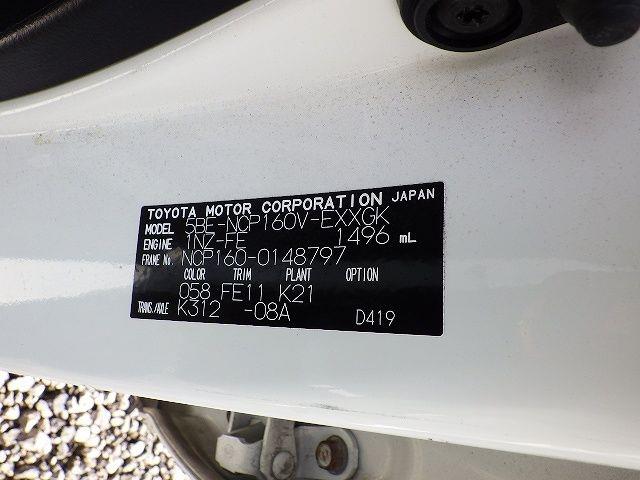 TOYOTA MOTOR CORPORATION JAPAN
MODEL 5BE-NCP160V-EXXGK
ENGINE 1NZ-FE 1496 mL
FRAME No. NCP160-0148797
COLOR TRIM PLANT OPTION
058 FE11 K21
TRANS./AXLE K312 -08A D419